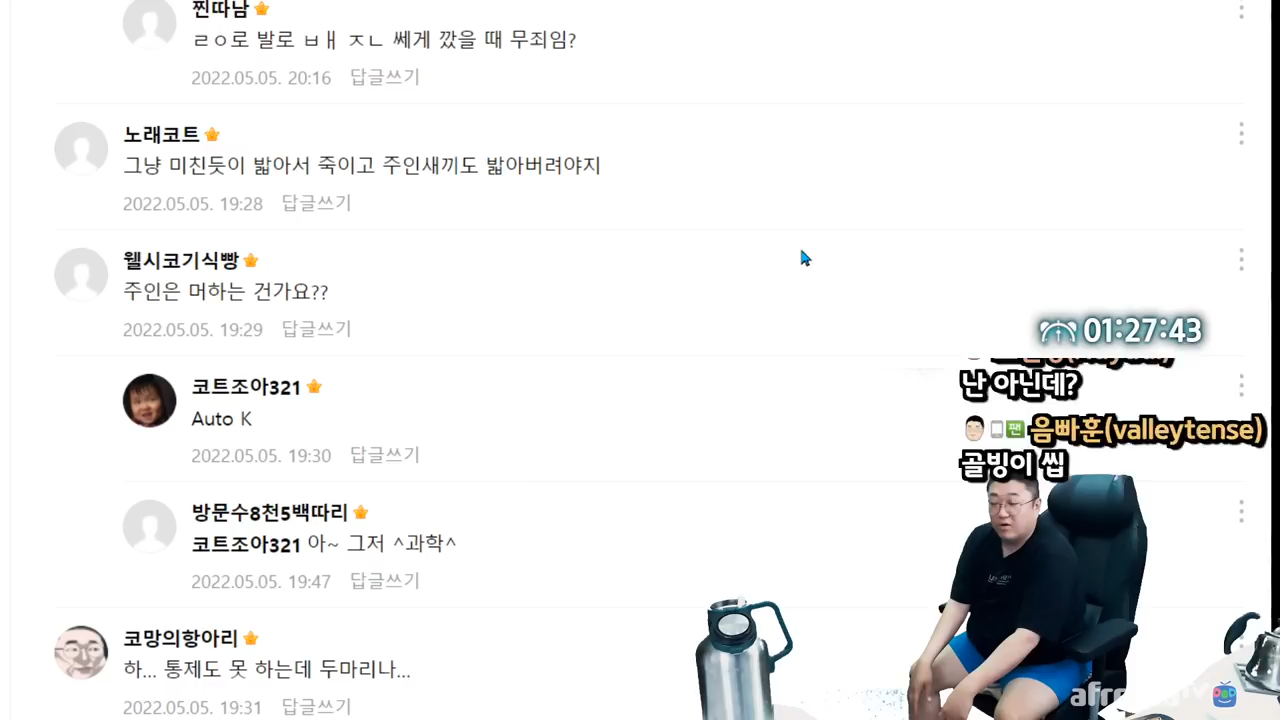 찐따남
ㄹㅇ로 발로 ㅂㅐ ㅈㄴ 쎄게 깠을 때 무죄임?
2022.05.05. 20:16 답글쓰기
노래코트
그냥 미친듯이 밟아서 죽이고 주인새끼도 밟아버려야지
2022.05.05. 19:28 답글쓰기
웰시코기식빵
주인은 머하는 건가요??
2022.05.05. 19:29 답글쓰기
01:27:43
코트조아321
Auto K
2022.05.05. 19:30 답글쓰기
난 아닌데?
음빠훈(valleytense)
골빙이 씹
방문수8천5백따리
코트조아321 아~ 그저 ^과학^
2022.05.05. 19:47 답글쓰기
코망의항아리
하... 통제도 못 하는데 두마리나...
2022.05.05. 19:31 답글쓰기